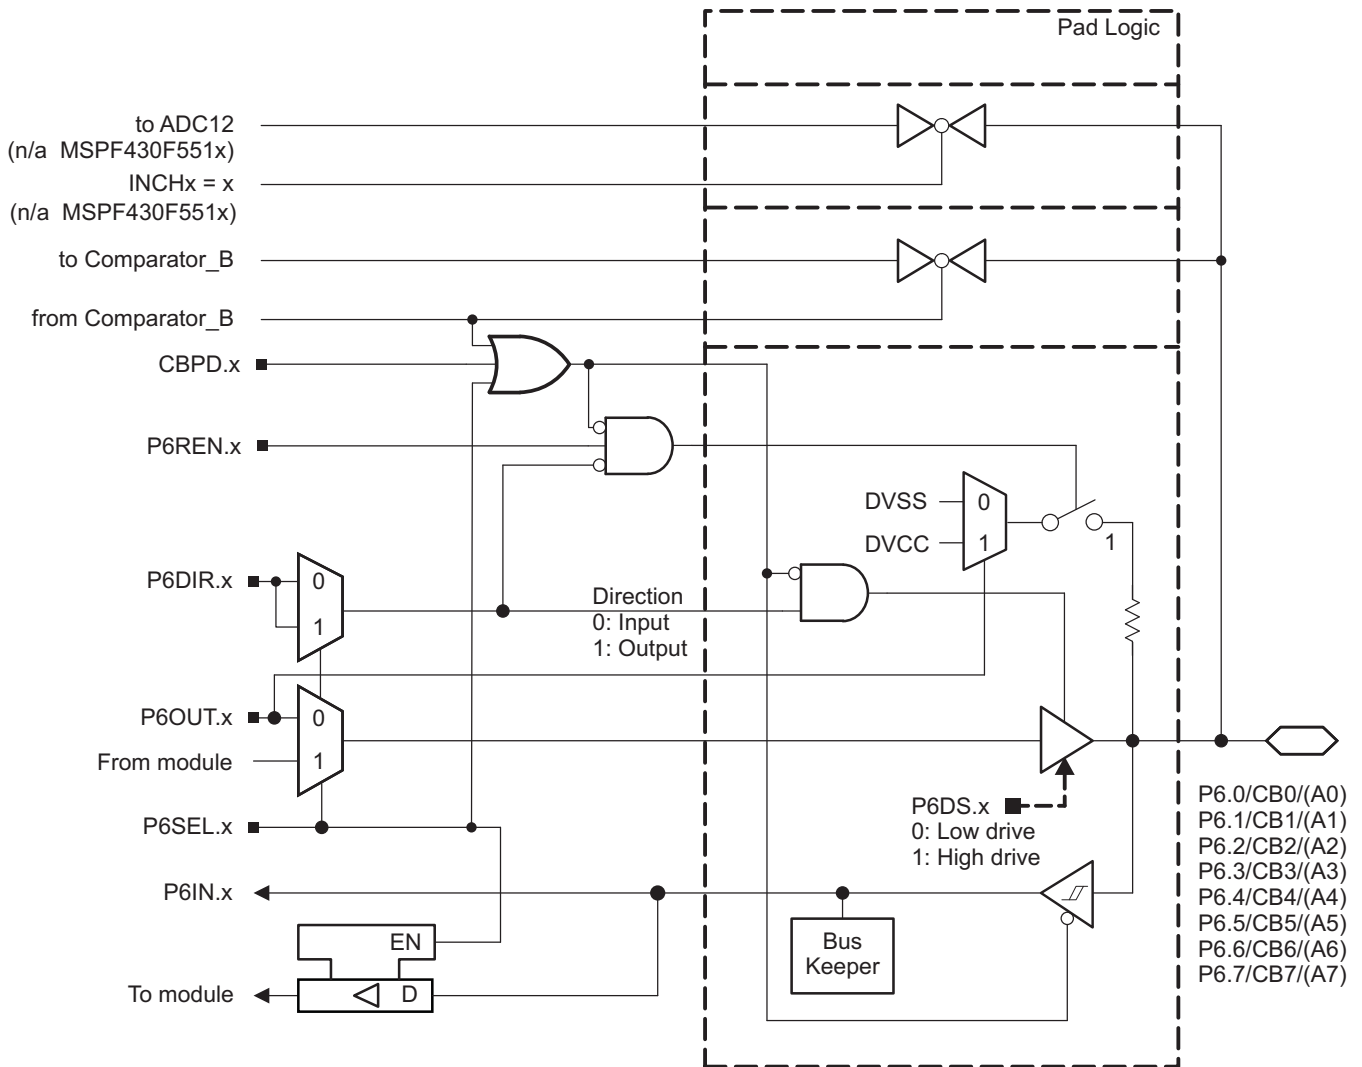 Pad Logic
to ADC12
(n/a MSPF430F551x)
INCHx = x
(n/a MSPF430F551x)
to Comparator_B
from Comparator_B
CBPD.x
P6REN.x
DVSS
0
DVCC
1
1
P6DIR.x
0
1
Direction
0: Input
1: Output
P6OUT.x
0
From module
1
P6SEL.x
P6DS.x
0: Low drive
1: High drive
P6.0/CB0/(A0)
P6.1/CB1/(A1)
P6.2/CB2/(A2)
P6.3/CB3/(A3)
P6.4/CB4/(A4)
P6.5/CB5/(A5)
P6.6/CB6/(A6)
P6.7/CB7/(A7)
P6IN.x
EN
Bus
Keeper
To module
D